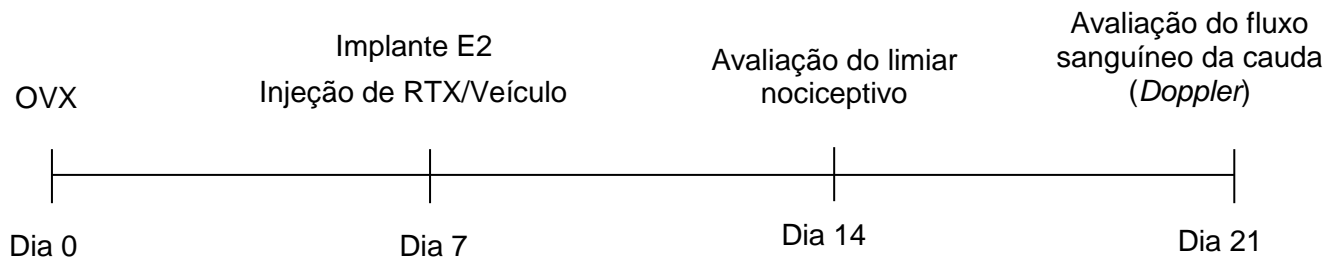 OVX
Implante E2
Injeção de RTX/Veículo
Avaliação do limiar
nociceptivo
Avaliação do fluxo
sanguíneo da cauda
(Doppler)
Dia 0
Dia 7
Dia 14
Dia 21